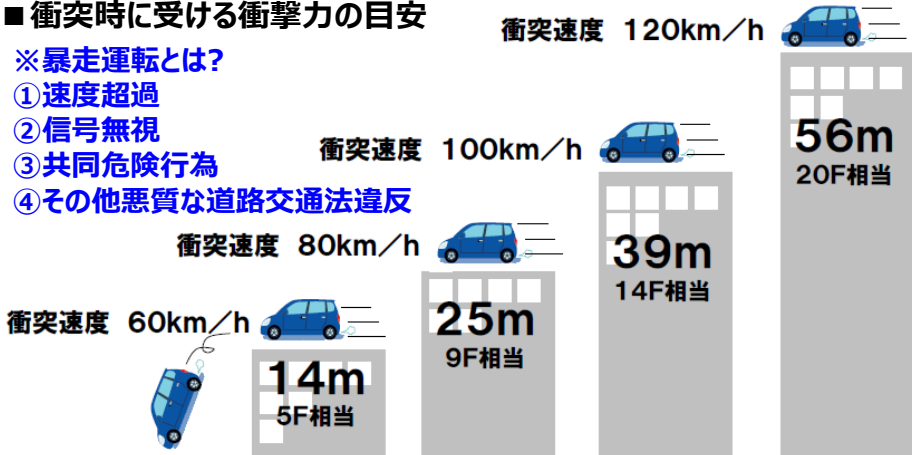 ■衝突時に受ける衝撃力の目安
※暴走運転とは?
①速度超過
②信号無視
③共同危険行為
④その他悪質な道路交通法違反
衝突速度 120km/h
56m
20F相当
衝突速度 100km/h
39m
14F相当
衝突速度 80km/h
25m
9F相当
衝突速度 60km/h
14m
5F相当